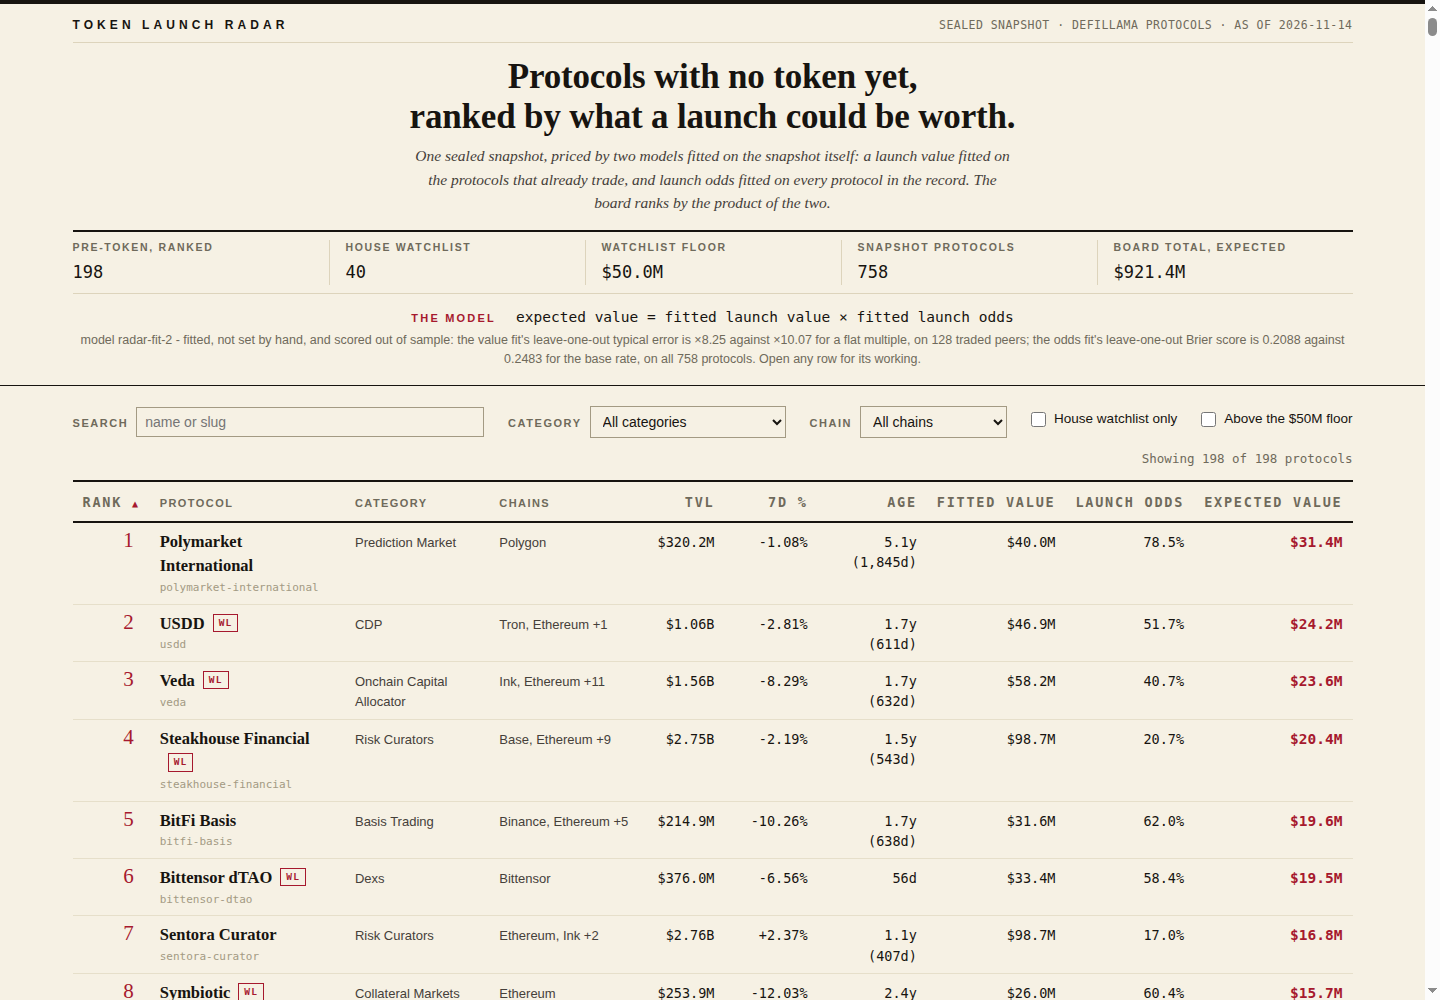 TOKEN LAUNCH RADAR
SEALED SNAPSHOT · DEFILLAMA PROTOCOLS · AS OF 2026-11-14
Protocols with no token yet,
ranked by what a launch could be worth.
One sealed snapshot, priced by two models fitted on the snapshot itself: a launch value fitted on
the protocols that already trade, and launch odds fitted on every protocol in the record. The
board ranks by the product of the two.
PRE-TOKEN, RANKED HOUSE WATCHLIST WATCHLIST FLOOR SNAPSHOT PROTOCOLS BOARD TOTAL, EXPECTED
198 40 $50.0M 758 $921.4M
THE MODEL expected value = fitted launch value × fitted launch odds
model radar-fit-2 - fitted, not set by hand, and scored out of sample: the value fit's leave-one-out typical error is ×8.25 against ×10.07 for a flat multiple, on 128 traded peers; the odds fit's leave-one-out Brier score is 0.2088 against
0.2483 for the base rate, on all 758 protocols. Open any row for its working.
SEARCH name or slug CATEGORY All categories CHAIN All chains House watchlist only Above the $50M floor
Showing 198 of 198 protocols
RANK ▲ PROTOCOL CATEGORY CHAINS TVL 7D % AGE FITTED VALUE LAUNCH ODDS EXPECTED VALUE
1 Polymarket Prediction Market Polygon $320.2M -1.08% 5.1y $40.0M 78.5% $31.4M
International (1,845d)
polymarket-international
2 USDD WL CDP Tron, Ethereum +1 $1.06B -2.81% 1.7y $46.9M 51.7% $24.2M
usdd (611d)
3 Veda WL Onchain Capital Ink, Ethereum +11 $1.56B -8.29% 1.7y $58.2M 40.7% $23.6M
veda Allocator (632d)
4 Steakhouse Financial Risk Curators Base, Ethereum +9 $2.75B -2.19% 1.5y $98.7M 20.7% $20.4M
WL (543d)
steakhouse-financial
5 BitFi Basis Basis Trading Binance, Ethereum +5 $214.9M -10.26% 1.7y $31.6M 62.0% $19.6M
bitfi-basis (638d)
6 Bittensor dTAO WL Dexs Bittensor $376.0M -6.56% 56d $33.4M 58.4% $19.5M
bittensor-dtao
7 Sentora Curator Risk Curators Ethereum, Ink +2 $2.76B +2.37% 1.1y $98.7M 17.0% $16.8M
sentora-curator (407d)
8 Symbiotic WL Collateral Markets Ethereum $253.9M -12.03% 2.4y $26.0M 60.4% $15.7M